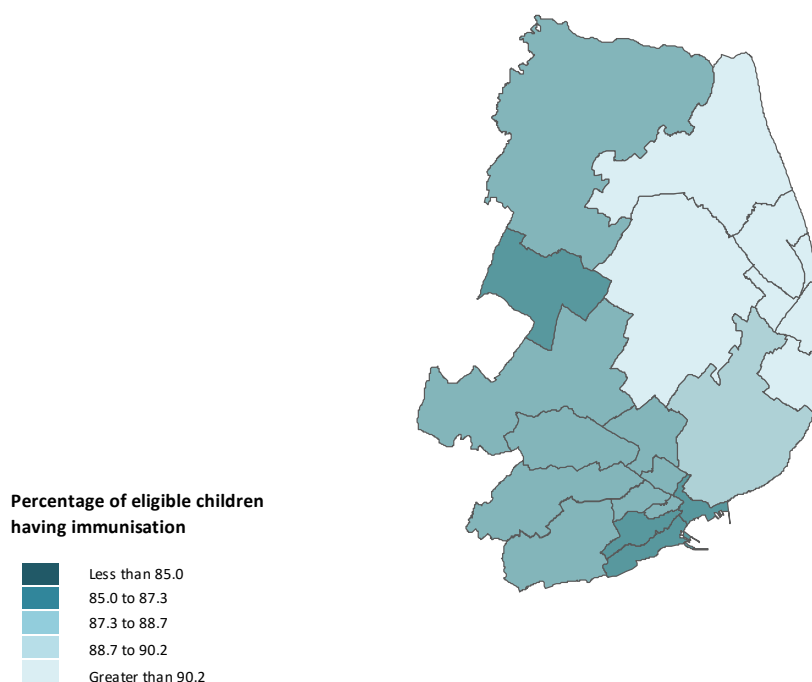 Percentage of eligible children
having immunisation
Less than 85.0
85.0 to 87.3
87.3 to 88.7
88.7 to 90.2
Greater than 90.2